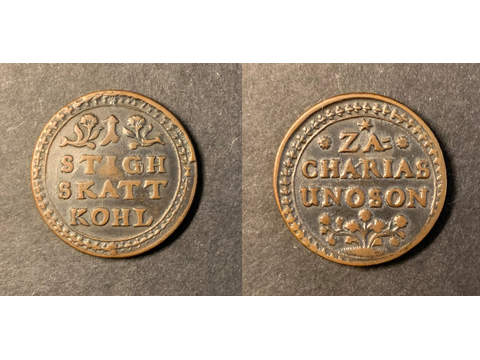 1
STIGH
SKATT
KOHL
ZA=
CHARIAS
UNOSON